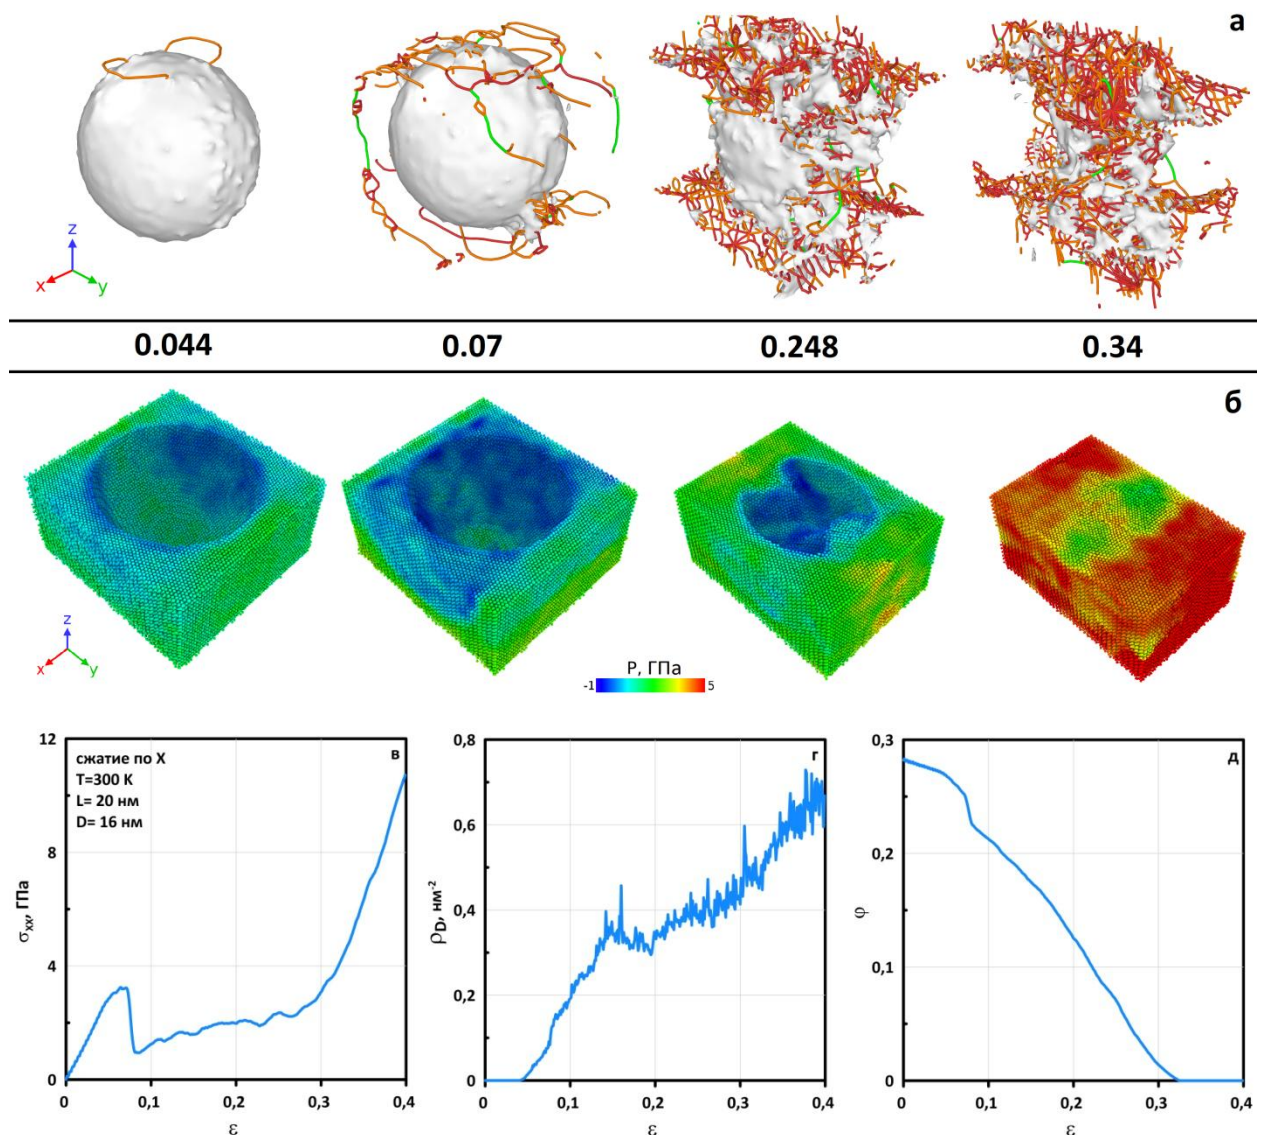 а
z
x
y
0.044
0.07
0.248
0.34
б
z
x
y
P, ГПа
-1
5
в
сжатие по X
T=300 K
L= 20 нм
D= 16 нм
12
8
4
0
σxx, ГПа
0
0,1
0,2
0,3
0,4
ε
г
0,8
0,6
0,4
0,2
0
ρD, нм-2
0
0,1
0,2
0,3
0,4
ε
д
0,3
0,2
0,1
0
φ
0
0,1
0,2
0,3
0,4
ε